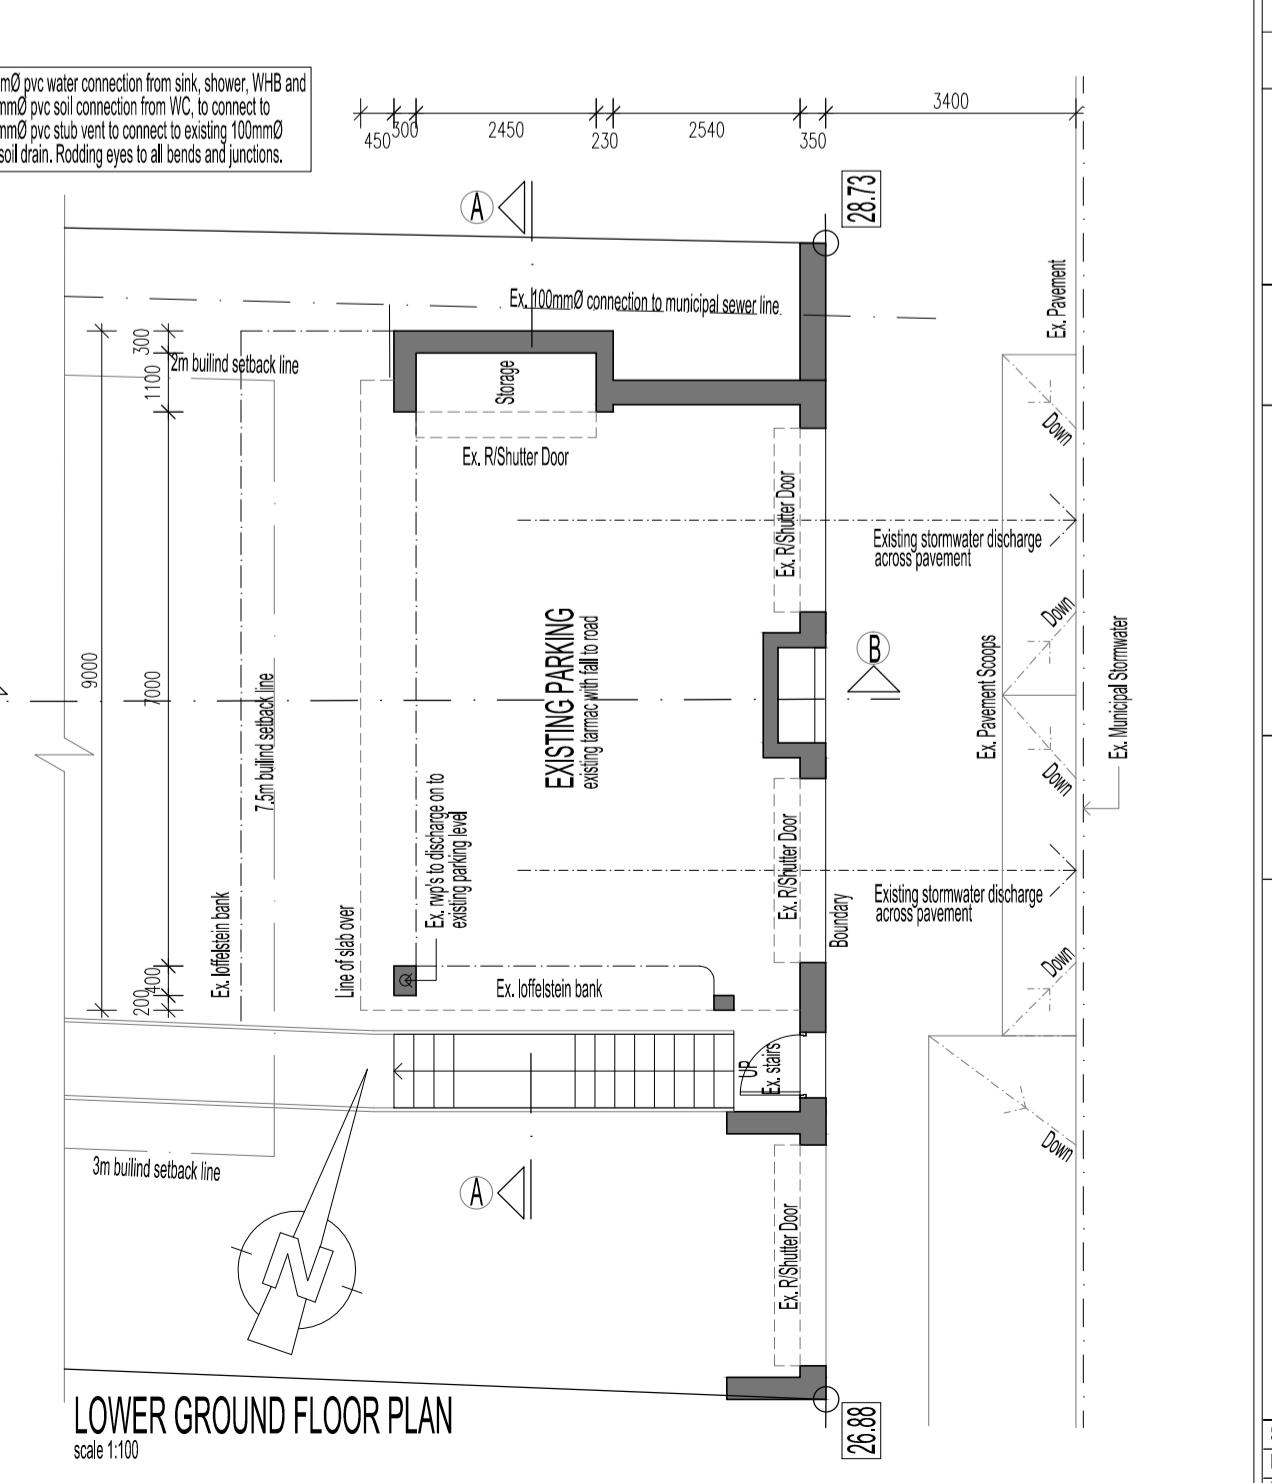 mmØ pvc water connection from sink, shower, WHB and
mmØ pvc soil connection from WC, to connect to
mmØ pvc stub vent to connect to existing 100mmØ
soil drain. Rodding eyes to all bends and junctions.
450
300
2450
230
2540
350
3400
A
28.73
Ex. 100mmØ connection to municipal sewer line
Ex. Pavement
300
2m builind setback line
1100
Storage
Ex. R/Shutter Door
Down
Ex. R/Shutter Door
Existing stormwater discharge
across pavement
Down
EXISTING PARKING
existing tarmac with fall to road
B
9000
7000
7.5m builind setback line
Ex. Pavement Scoops
Ex. Municipal Stormwater
Down
Ex. rwp's to discharge on to
existing parking level
Ex. R/Shutter Door
Boundary
Existing stormwater discharge
across pavement
Ex. loffelstein bank
Line of slab over
400
200
Ex. loffelstein bank
Down
UP
Ex. stairs
Down
3m builind setback line
A
N
Ex. R/Shutter Door
26.88
LOWER GROUND FLOOR PLAN
scale 1:100